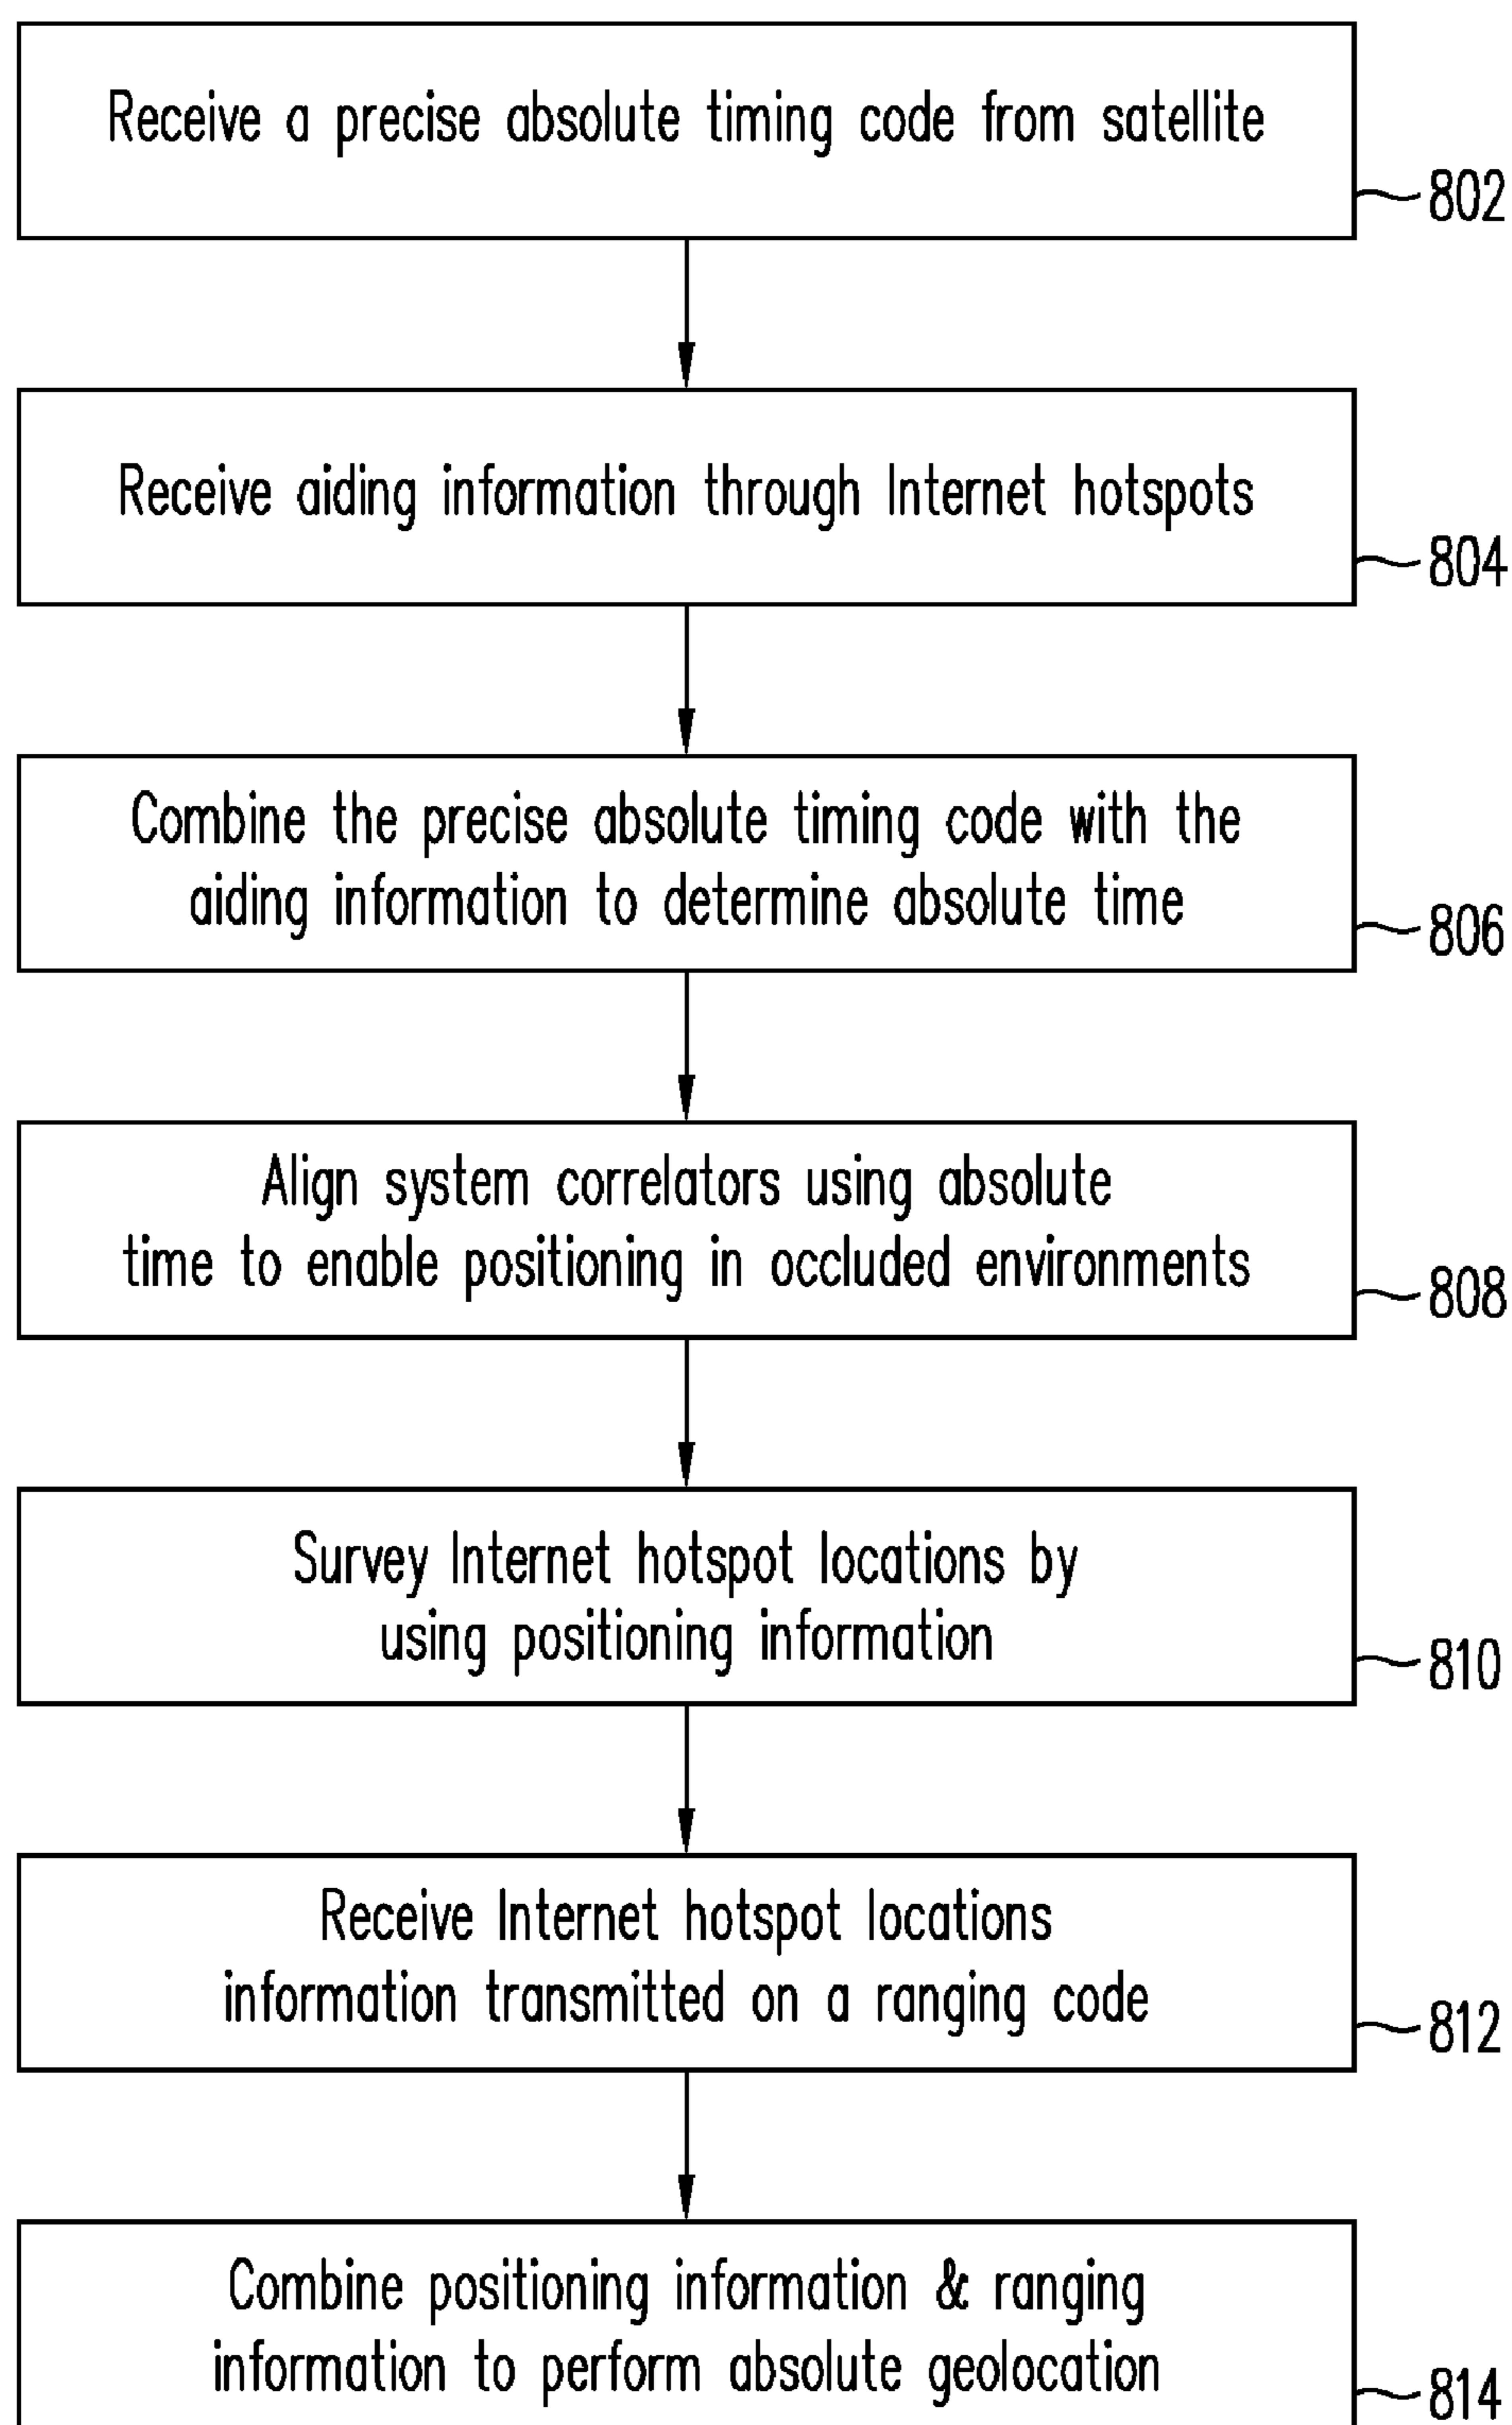 Receive a precise absolute timing code from satellite
802
Receive aiding information through Internet hotspots
804
Combine the precise absolute timing code with the
aiding information to determine absolute time
806
Align system correlators using absolute
time to enable positioning in occluded environments
808
Survey Internet hotspot locations by
using positioning information
810
Receive Internet hotspot locations
information transmitted on a ranging code
812
Combine positioning information & ranging
information to perform absolute geolocation
814